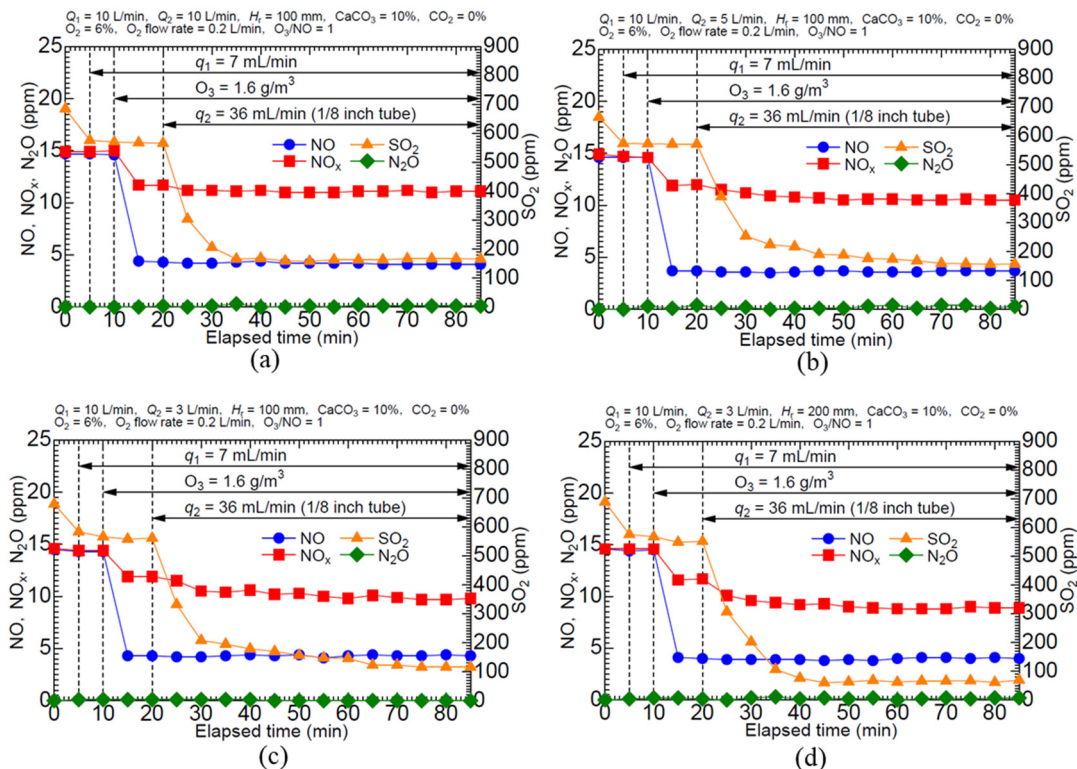 Q₁ = 10 L/min, Q₂ = 10 L/min, Hf = 100 mm, CaCO₃ = 10%, CO₂ = 0%
O₂ = 6%, O₂ flow rate = 0.2 L/min, O₃/NO = 1
25
20
15
10
5
0
NO, NOₓ, N₂O (ppm)
q₁ = 7 mL/min
O₃ = 1.6 g/m³
q₂ = 36 mL/min (1/8 inch tube)
NO SO₂
NOₓ N₂O
900
800
700
600
500
400
300
200
100
0
SO₂ (ppm)
0 10 20 30 40 50 60 70 80
Elapsed time (min)
(a)
Q₁ = 10 L/min, Q₂ = 5 L/min, Hf = 100 mm, CaCO₃ = 10%, CO₂ = 0%
O₂ = 6%, O₂ flow rate = 0.2 L/min, O₃/NO = 1
25
20
15
10
5
0
NO, NOₓ, N₂O (ppm)
q₁ = 7 mL/min
O₃ = 1.6 g/m³
q₂ = 36 mL/min (1/8 inch tube)
NO SO₂
NOₓ N₂O
900
800
700
600
500
400
300
200
100
0
SO₂ (ppm)
0 10 20 30 40 50 60 70 80
Elapsed time (min)
(b)
Q₁ = 10 L/min, Q₂ = 3 L/min, Hf = 100 mm, CaCO₃ = 10%, CO₂ = 0%
O₂ = 6%, O₂ flow rate = 0.2 L/min, O₃/NO = 1
25
20
15
10
5
0
NO, NOₓ, N₂O (ppm)
q₁ = 7 mL/min
O₃ = 1.6 g/m³
q₂ = 36 mL/min (1/8 inch tube)
NO SO₂
NOₓ N₂O
900
800
700
600
500
400
300
200
100
0
SO₂ (ppm)
0 10 20 30 40 50 60 70 80
Elapsed time (min)
(c)
Q₁ = 10 L/min, Q₂ = 3 L/min, Hf = 200 mm, CaCO₃ = 10%, CO₂ = 0%
O₂ = 6%, O₂ flow rate = 0.2 L/min, O₃/NO = 1
25
20
15
10
5
0
NO, NOₓ, N₂O (ppm)
q₁ = 7 mL/min
O₃ = 1.6 g/m³
q₂ = 36 mL/min (1/8 inch tube)
NO SO₂
NOₓ N₂O
900
800
700
600
500
400
300
200
100
0
SO₂ (ppm)
0 10 20 30 40 50 60 70 80
Elapsed time (min)
(d)